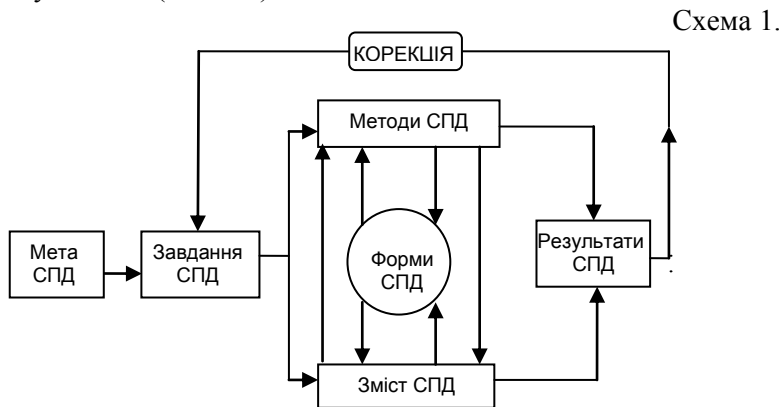 Схема 1.
КОРЕКЦІЯ
Методи СПД
Мета
СПД
Завдання
СПД
Форми
СПД
Результати
СПД
Зміст СПД